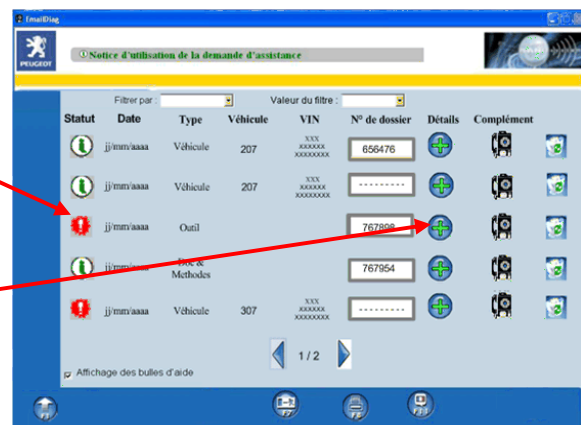 EmailDiag
PEUGEOT
Notice d'utilisation de la demande d'assistance
Filtrer par : Valeur du filtre :
Statut Date Type Véhicule VIN N° de dossier Détails Complément
jj/mm/aaaa Véhicule 207 xxx xxxxxx xxxxxxxx 656476
jj/mm/aaaa Véhicule 207 xxx xxxxxx xxxxxxxx ---------
jj/mm/aaaa Outil 767898
jj/mm/aaaa Doc & Methodes 767954
jj/mm/aaaa Véhicule 307 xxx xxxxxx xxxxxxxx ---------
1 / 2
Affichage des bulles d'aide